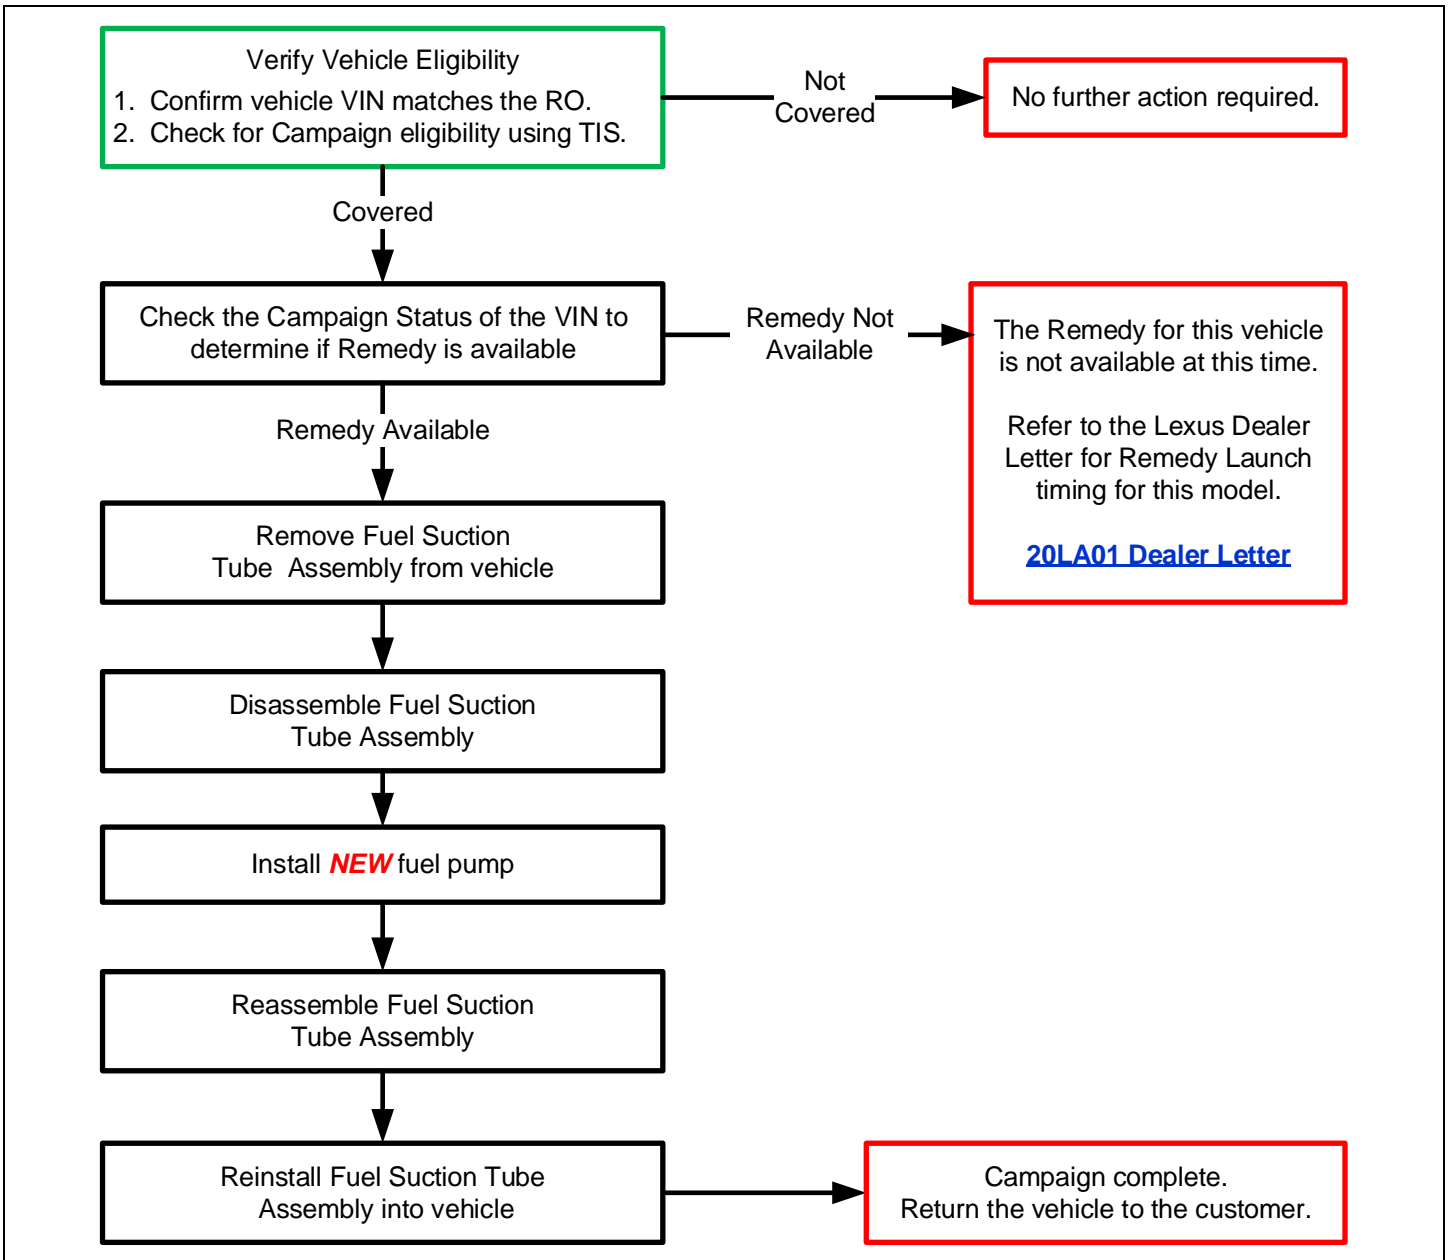 Verify Vehicle Eligibility
1. Confirm vehicle VIN matches the RO.
2. Check for Campaign eligibility using TIS.
Not
Covered
No further action required.
Covered
Check the Campaign Status of the VIN to
determine if Remedy is available
Remedy Not
Available
The Remedy for this vehicle
is not available at this time.
Refer to the Lexus Dealer
Letter for Remedy Launch
timing for this model.
20LA01 Dealer Letter
Remedy Available
Remove Fuel Suction
Tube Assembly from vehicle
Disassemble Fuel Suction
Tube Assembly
Install NEW fuel pump
Reassemble Fuel Suction
Tube Assembly
Reinstall Fuel Suction Tube
Assembly into vehicle
Campaign complete.
Return the vehicle to the customer.